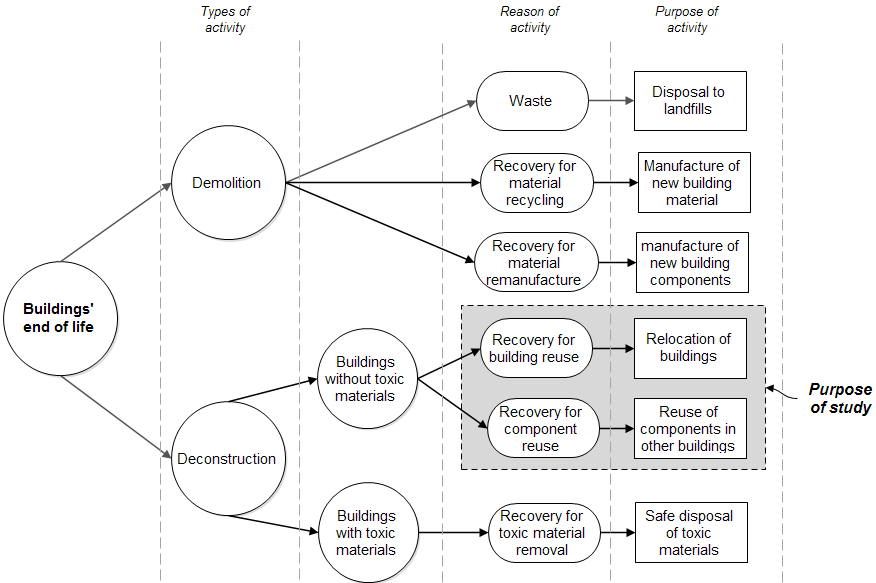 Types of
activity
Reason of
activity
Purpose of
activity
Waste
Disposal to
landfills
Demolition
Recovery for
material
recycling
Manufacture of
new building
material
Recovery for
material
remanufacture
manufacture of
new building
components
Buildings'
end of life
Buildings
without toxic
materials
Recovery for
building reuse
Relocation of
buildings
Purpose
of study
Recovery for
component
reuse
Reuse of
components in
other buildings
Deconstruction
Buildings
with toxic
materials
Recovery for
toxic material
removal
Safe disposal
of toxic
materials